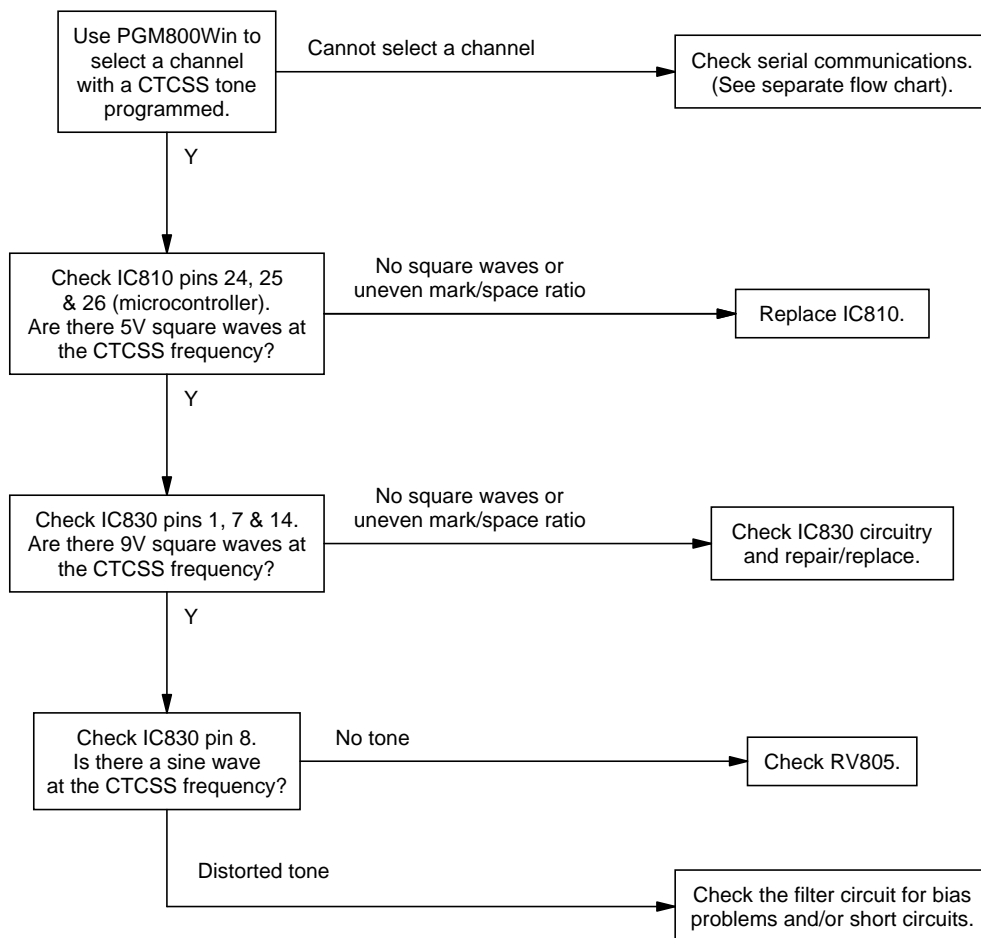 Use PGM800Win to
select a channel
with a CTCSS tone
programmed.
Cannot select a channel
Check serial communications.
(See separate flow chart).
Y
Check IC810 pins 24, 25
& 26 (microcontroller).
Are there 5V square waves at
the CTCSS frequency?
No square waves or
uneven mark/space ratio
Replace IC810.
Y
Check IC830 pins 1, 7 & 14.
Are there 9V square waves at
the CTCSS frequency?
No square waves or
uneven mark/space ratio
Check IC830 circuitry
and repair/replace.
Y
Check IC830 pin 8.
Is there a sine wave
at the CTCSS frequency?
No tone
Check RV805.
Distorted tone
Check the filter circuit for bias
problems and/or short circuits.